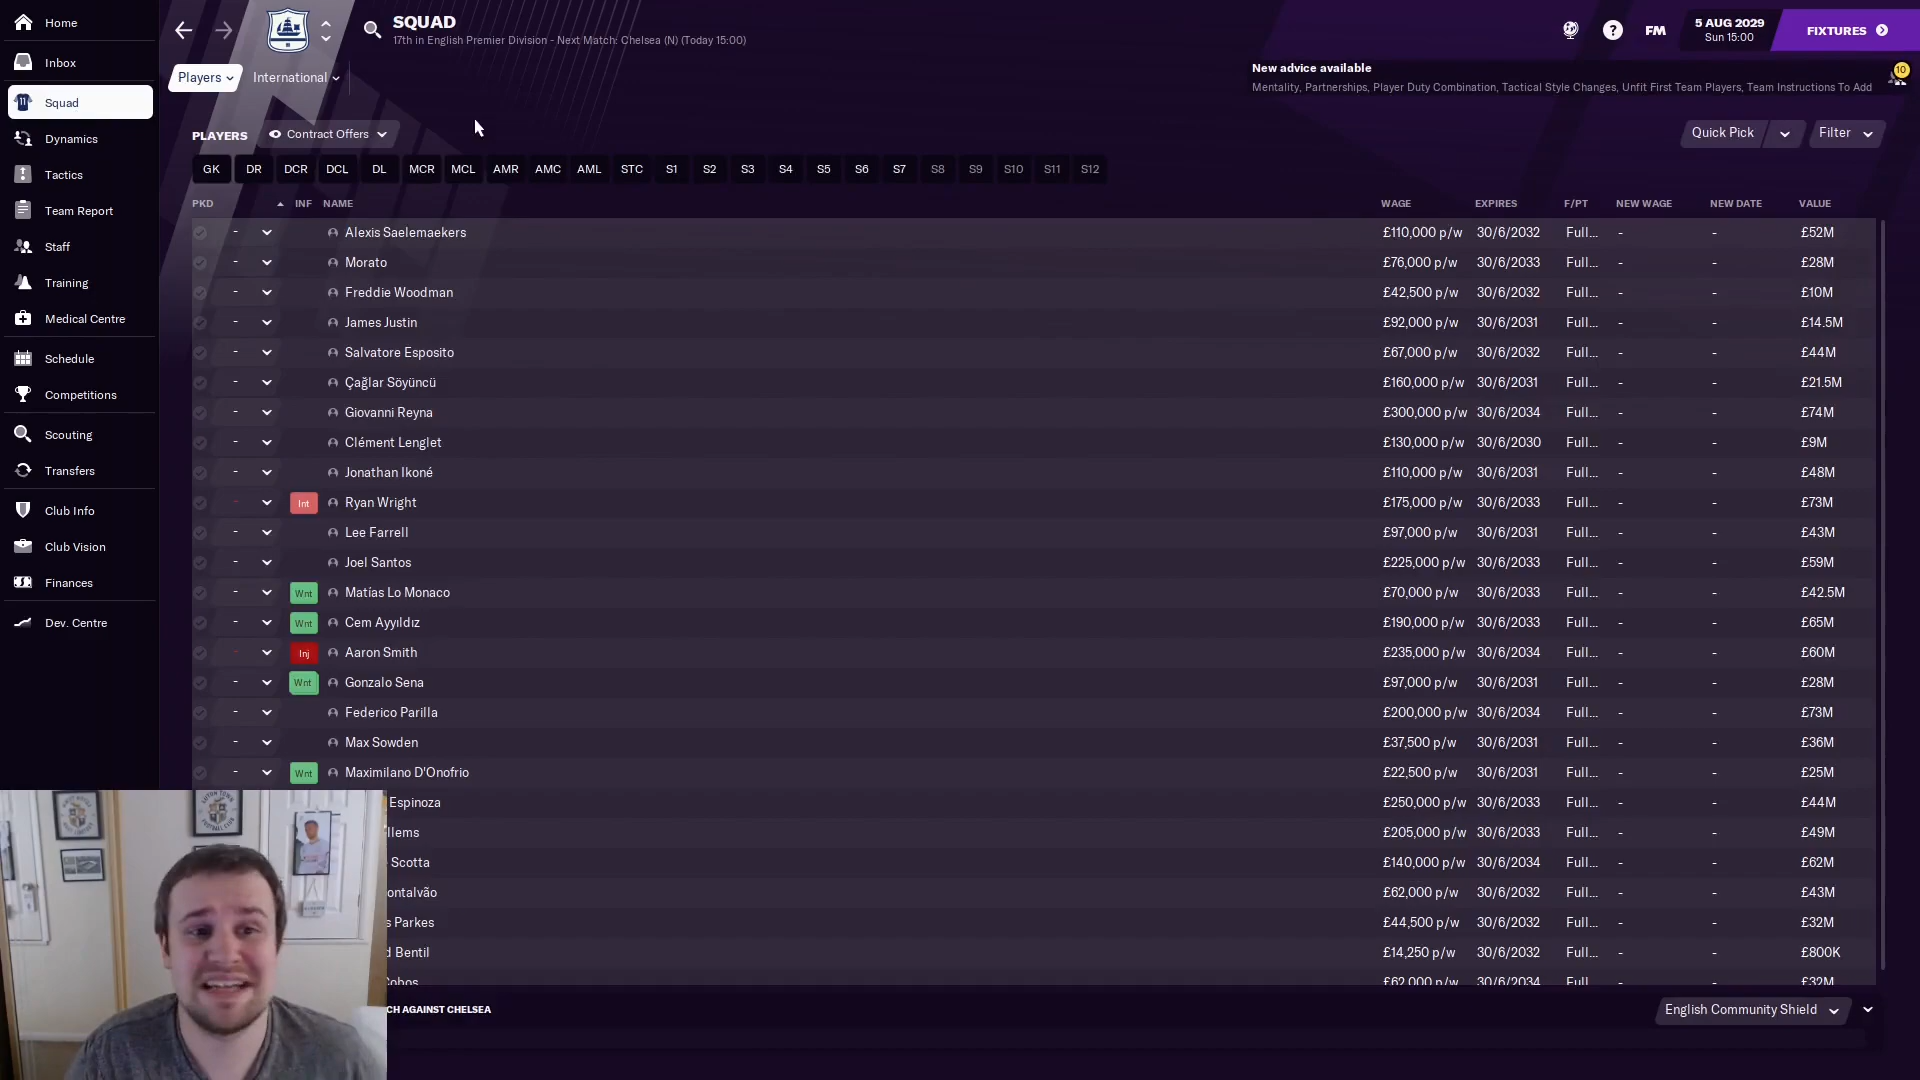 Home
Inbox
Squad
Dynamics
Tactics
Team Report
Staff
Training
Medical Centre
Schedule
Competitions
Scouting
Transfers
Club Info
Club Vision
Finances
Dev. Centre
SQUAD
17th in English Premier Division - Next Match: Chelsea (N) (Today 15:00)
FM
5 AUG 2029
Sun 15:00
FIXTURES
Players
International
New advice available
10
Mentality, Partnerships, Player Duty Combination, Tactical Style Changes, Unfit First Team Players, Team Instructions To Add
PLAYERS
Contract Offers
Quick Pick
Filter
GK DR DCR DCL DL MCR MCL AMR AMC AML STC S1 S2 S3 S4 S5 S6 S7 S8 S9 S10 S11 S12
PKD INF NAME WAGE EXPIRES F/PT NEW WAGE NEW DATE VALUE
- Alexis Saelemaekers £110,000 p/w 30/6/2032 Full... - - £52M
- Morato £76,000 p/w 30/6/2033 Full... - - £28M
- Freddie Woodman £42,500 p/w 30/6/2032 Full... - - £10M
- James Justin £92,000 p/w 30/6/2031 Full... - - £14.5M
- Salvatore Esposito £67,000 p/w 30/6/2032 Full... - - £44M
- Çağlar Söyüncü £160,000 p/w 30/6/2031 Full... - - £21.5M
- Giovanni Reyna £300,000 p/w 30/6/2034 Full... - - £74M
- Clément Lenglet £130,000 p/w 30/6/2030 Full... - - £9M
- Jonathan Ikoné £110,000 p/w 30/6/2031 Full... - - £48M
- Int Ryan Wright £175,000 p/w 30/6/2033 Full... - - £73M
- Lee Farrell £97,000 p/w 30/6/2031 Full... - - £43M
- Joel Santos £225,000 p/w 30/6/2033 Full... - - £59M
- Wnt Matías Lo Monaco £70,000 p/w 30/6/2033 Full... - - £42.5M
- Wnt Cem Ayyıldız £190,000 p/w 30/6/2033 Full... - - £65M
- Inj Aaron Smith £235,000 p/w 30/6/2034 Full... - - £60M
- Wnt Gonzalo Sena £97,000 p/w 30/6/2031 Full... - - £28M
- Federico Parilla £200,000 p/w 30/6/2034 Full... - - £73M
- Max Sowden £37,500 p/w 30/6/2031 Full... - - £36M
- Wnt Maximilano D'Onofrio £22,500 p/w 30/6/2031 Full... - - £25M
Espinoza £250,000 p/w 30/6/2033 Full... - - £44M
llems £205,000 p/w 30/6/2033 Full... - - £49M
Scotta £140,000 p/w 30/6/2034 Full... - - £62M
ontalvão £62,000 p/w 30/6/2032 Full... - - £43M
s Parkes £44,500 p/w 30/6/2032 Full... - - £32M
d Bentil £14,250 p/w 30/6/2032 Full... - - £800K
Cobos £62,000 p/w 30/6/2034 Full... - - £32M
CH AGAINST CHELSEA
English Community Shield